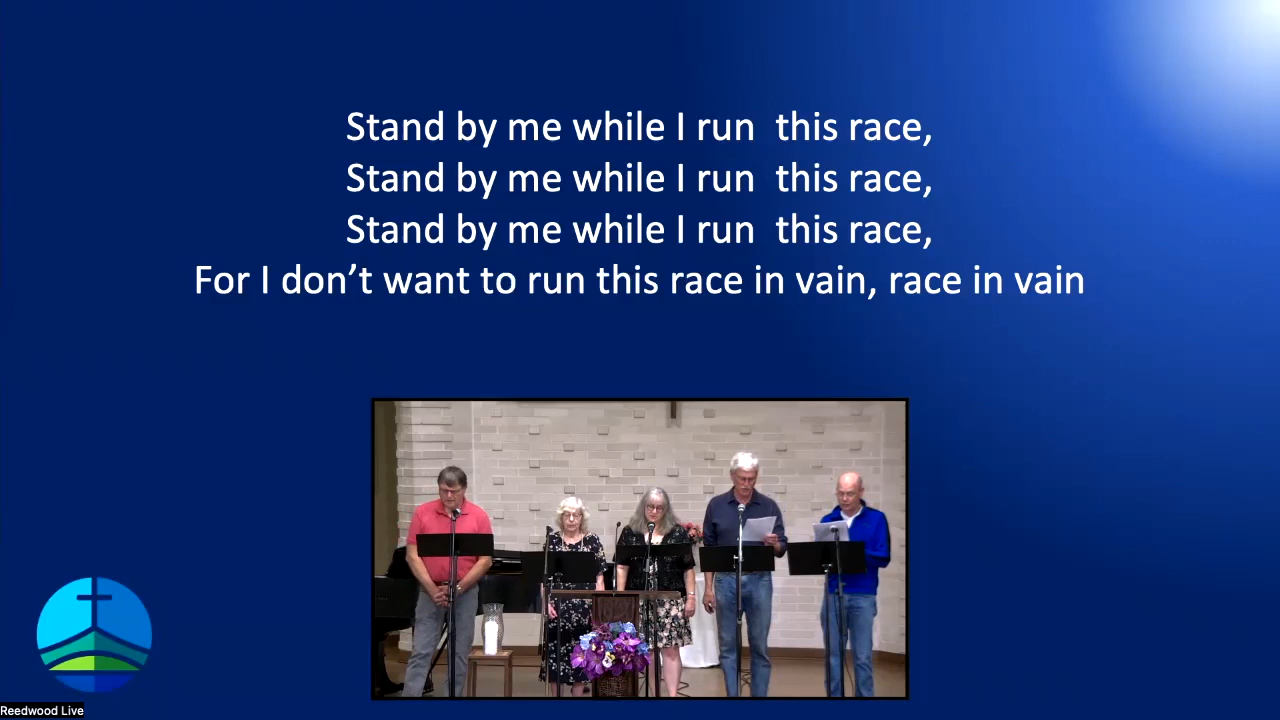 Stand by me while I run  this race,
Stand by me while I run  this race,
Stand by me while I run  this race,
For I don’t want to run this race in vain, race in vain
Reedwood Live